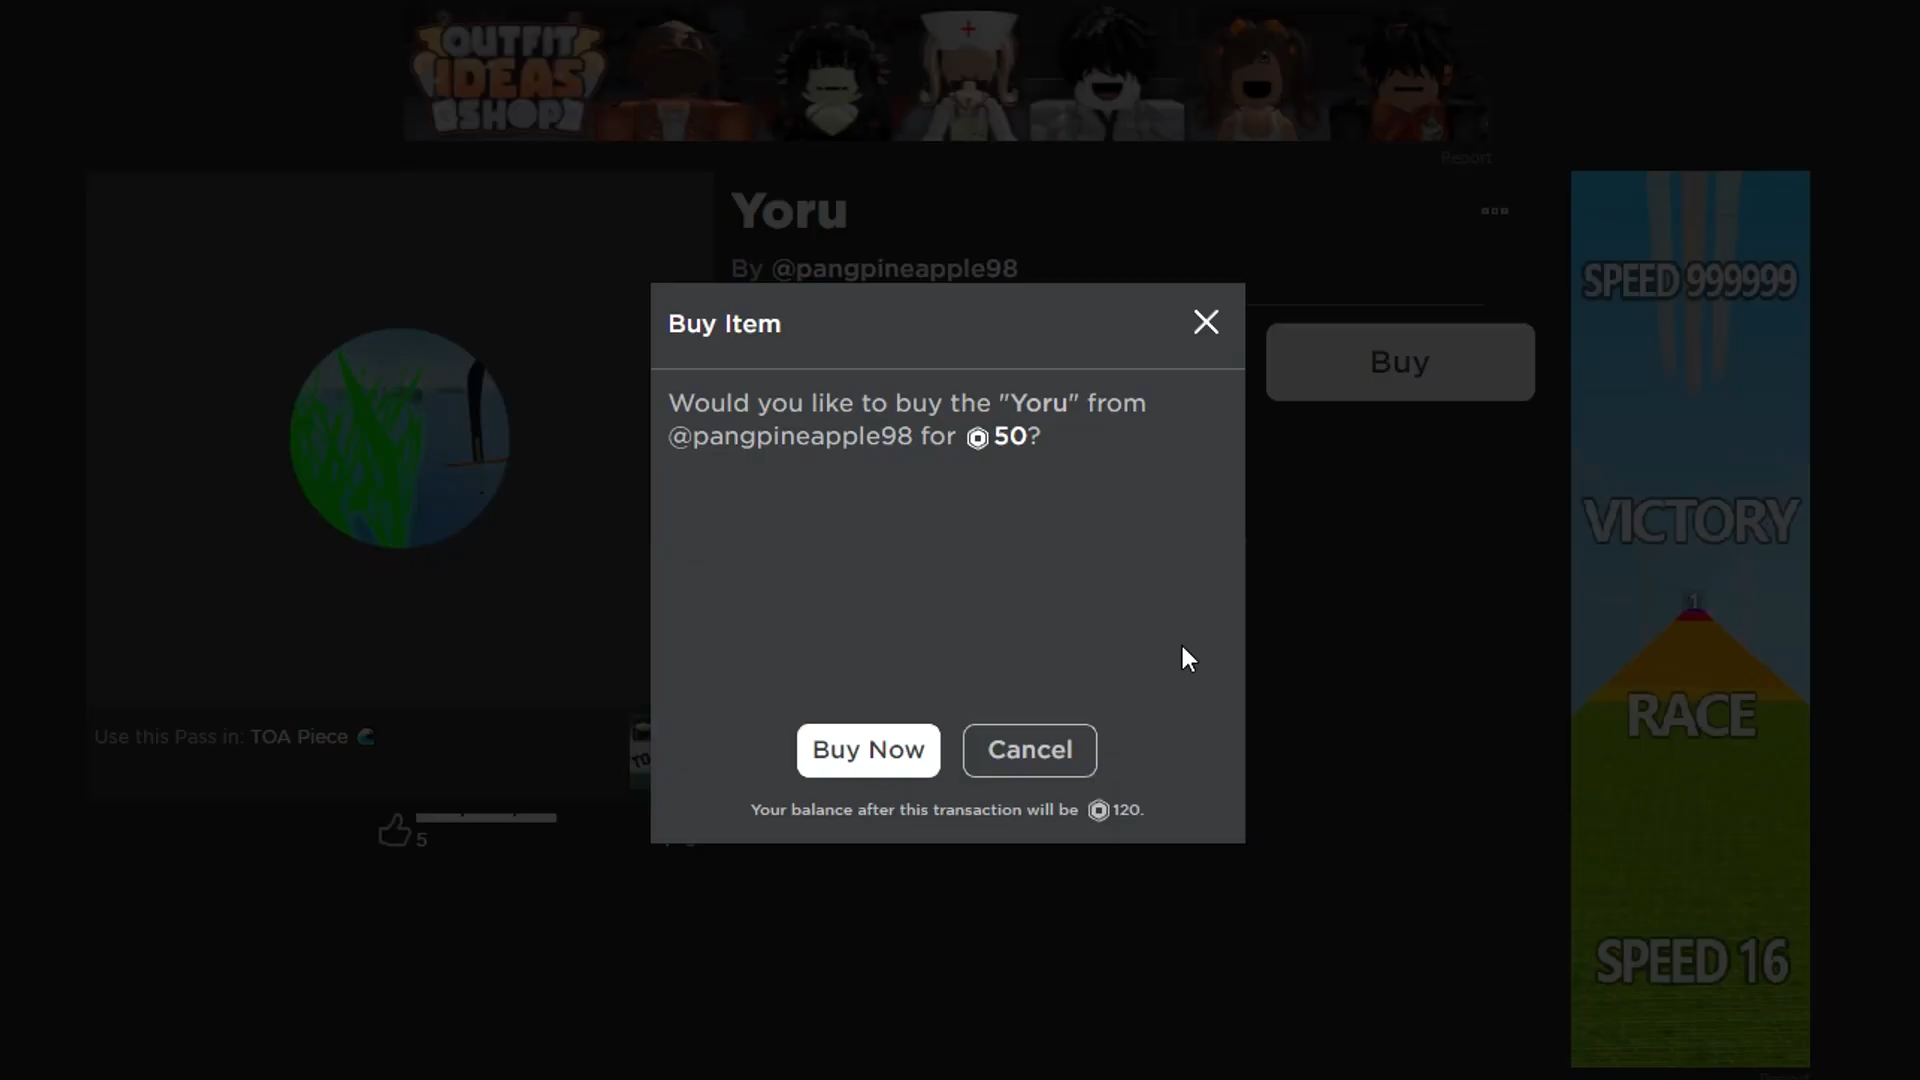 OUTFIT
IDEAS
SHOP
Report
Yoru
By @pangpineapple98
Buy Item
Would you like to buy the "Yoru" from
@pangpineapple98 for 50?
Buy
Use this Pass in: TOA Piece
5
Buy Now
Cancel
Your balance after this transaction will be 120.
SPEED 999999
VICTORY
1
RACE
SPEED 16